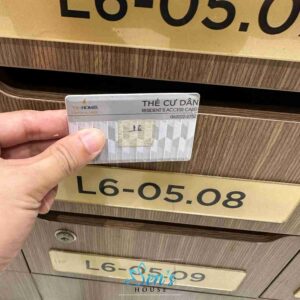 L6-05.0
THẺ CƯ DÂN
RESIDENT'S ACCESS CARD
L6-05.08
L6-05.09
Sun's
HOUSE